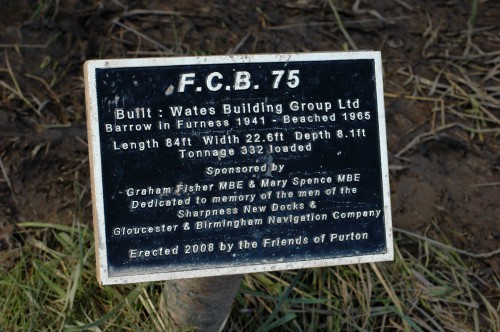 F.C.B. 75
Built : Wates Building Group Ltd
Barrow in Furness 1941 - Beached 1965
Length 84ft Width 22.6ft Depth 8.1ft
Tonnage 332 loaded
Sponsored by
Graham Fisher MBE & Mary Spence MBE
Dedicated to memory of the men of the
Sharpness New Docks &
Gloucester & Birmingham Navigation Company
Erected 2008 by the Friends of Purton